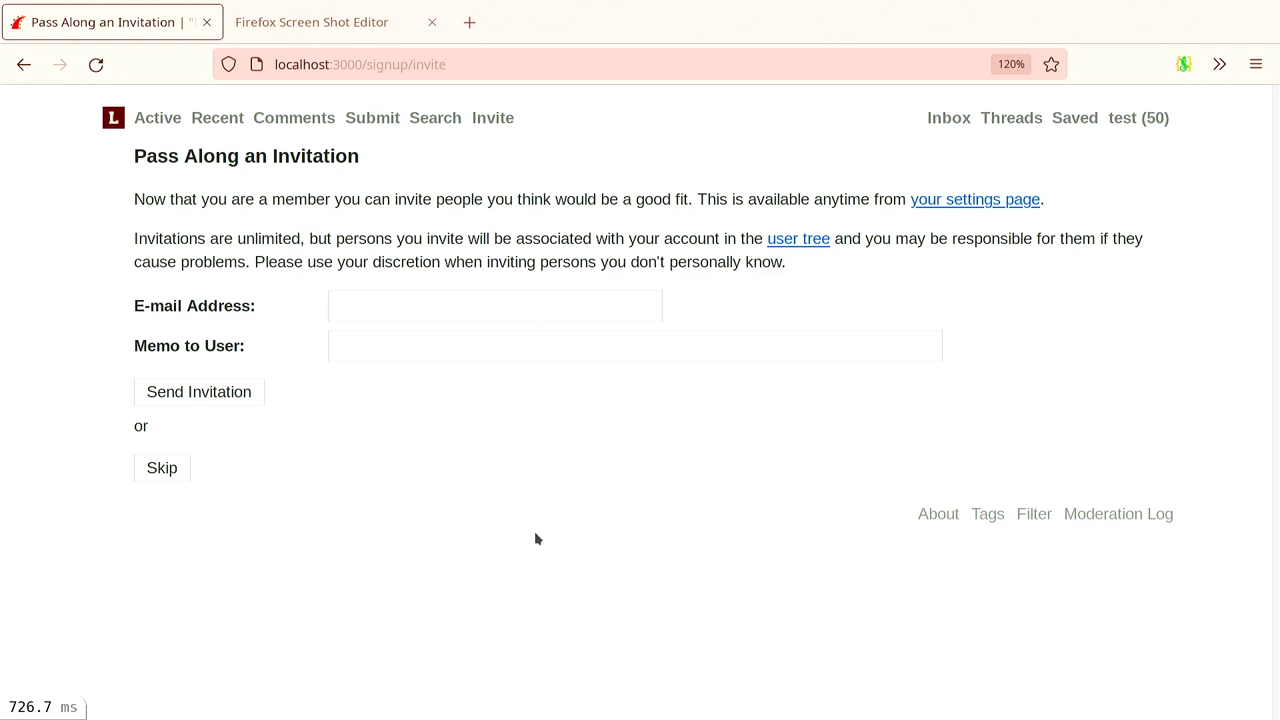 Pass Along an Invitation | "
Firefox Screen Shot Editor
localhost:3000/signup/invite
120%
L Active Recent Comments Submit Search Invite
Inbox Threads Saved test (50)
Pass Along an Invitation
Now that you are a member you can invite people you think would be a good fit. This is available anytime from your settings page.
Invitations are unlimited, but persons you invite will be associated with your account in the user tree and you may be responsible for them if they
cause problems. Please use your discretion when inviting persons you don't personally know.
E-mail Address:
Memo to User:
Send Invitation
or
Skip
About Tags Filter Moderation Log
726.7 ms